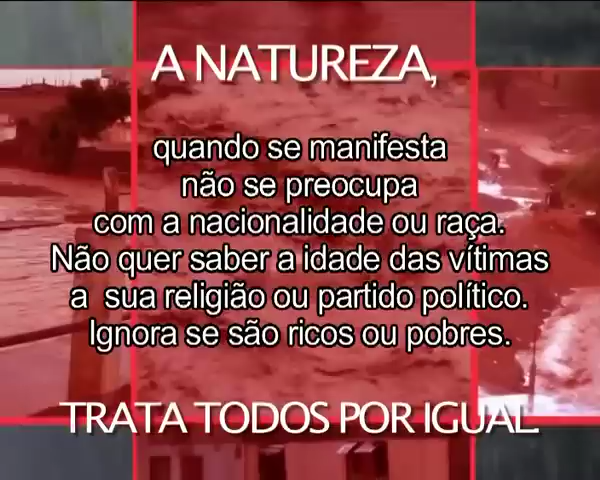 A NATUREZA,
quando se manifesta
não se preocupa
com a nacionalidade ou raça.
Não quer saber a idade das vítimas
a sua religião ou partido político.
Ignora se são ricos ou pobres.
TRATA TODOS POR IGUAL.